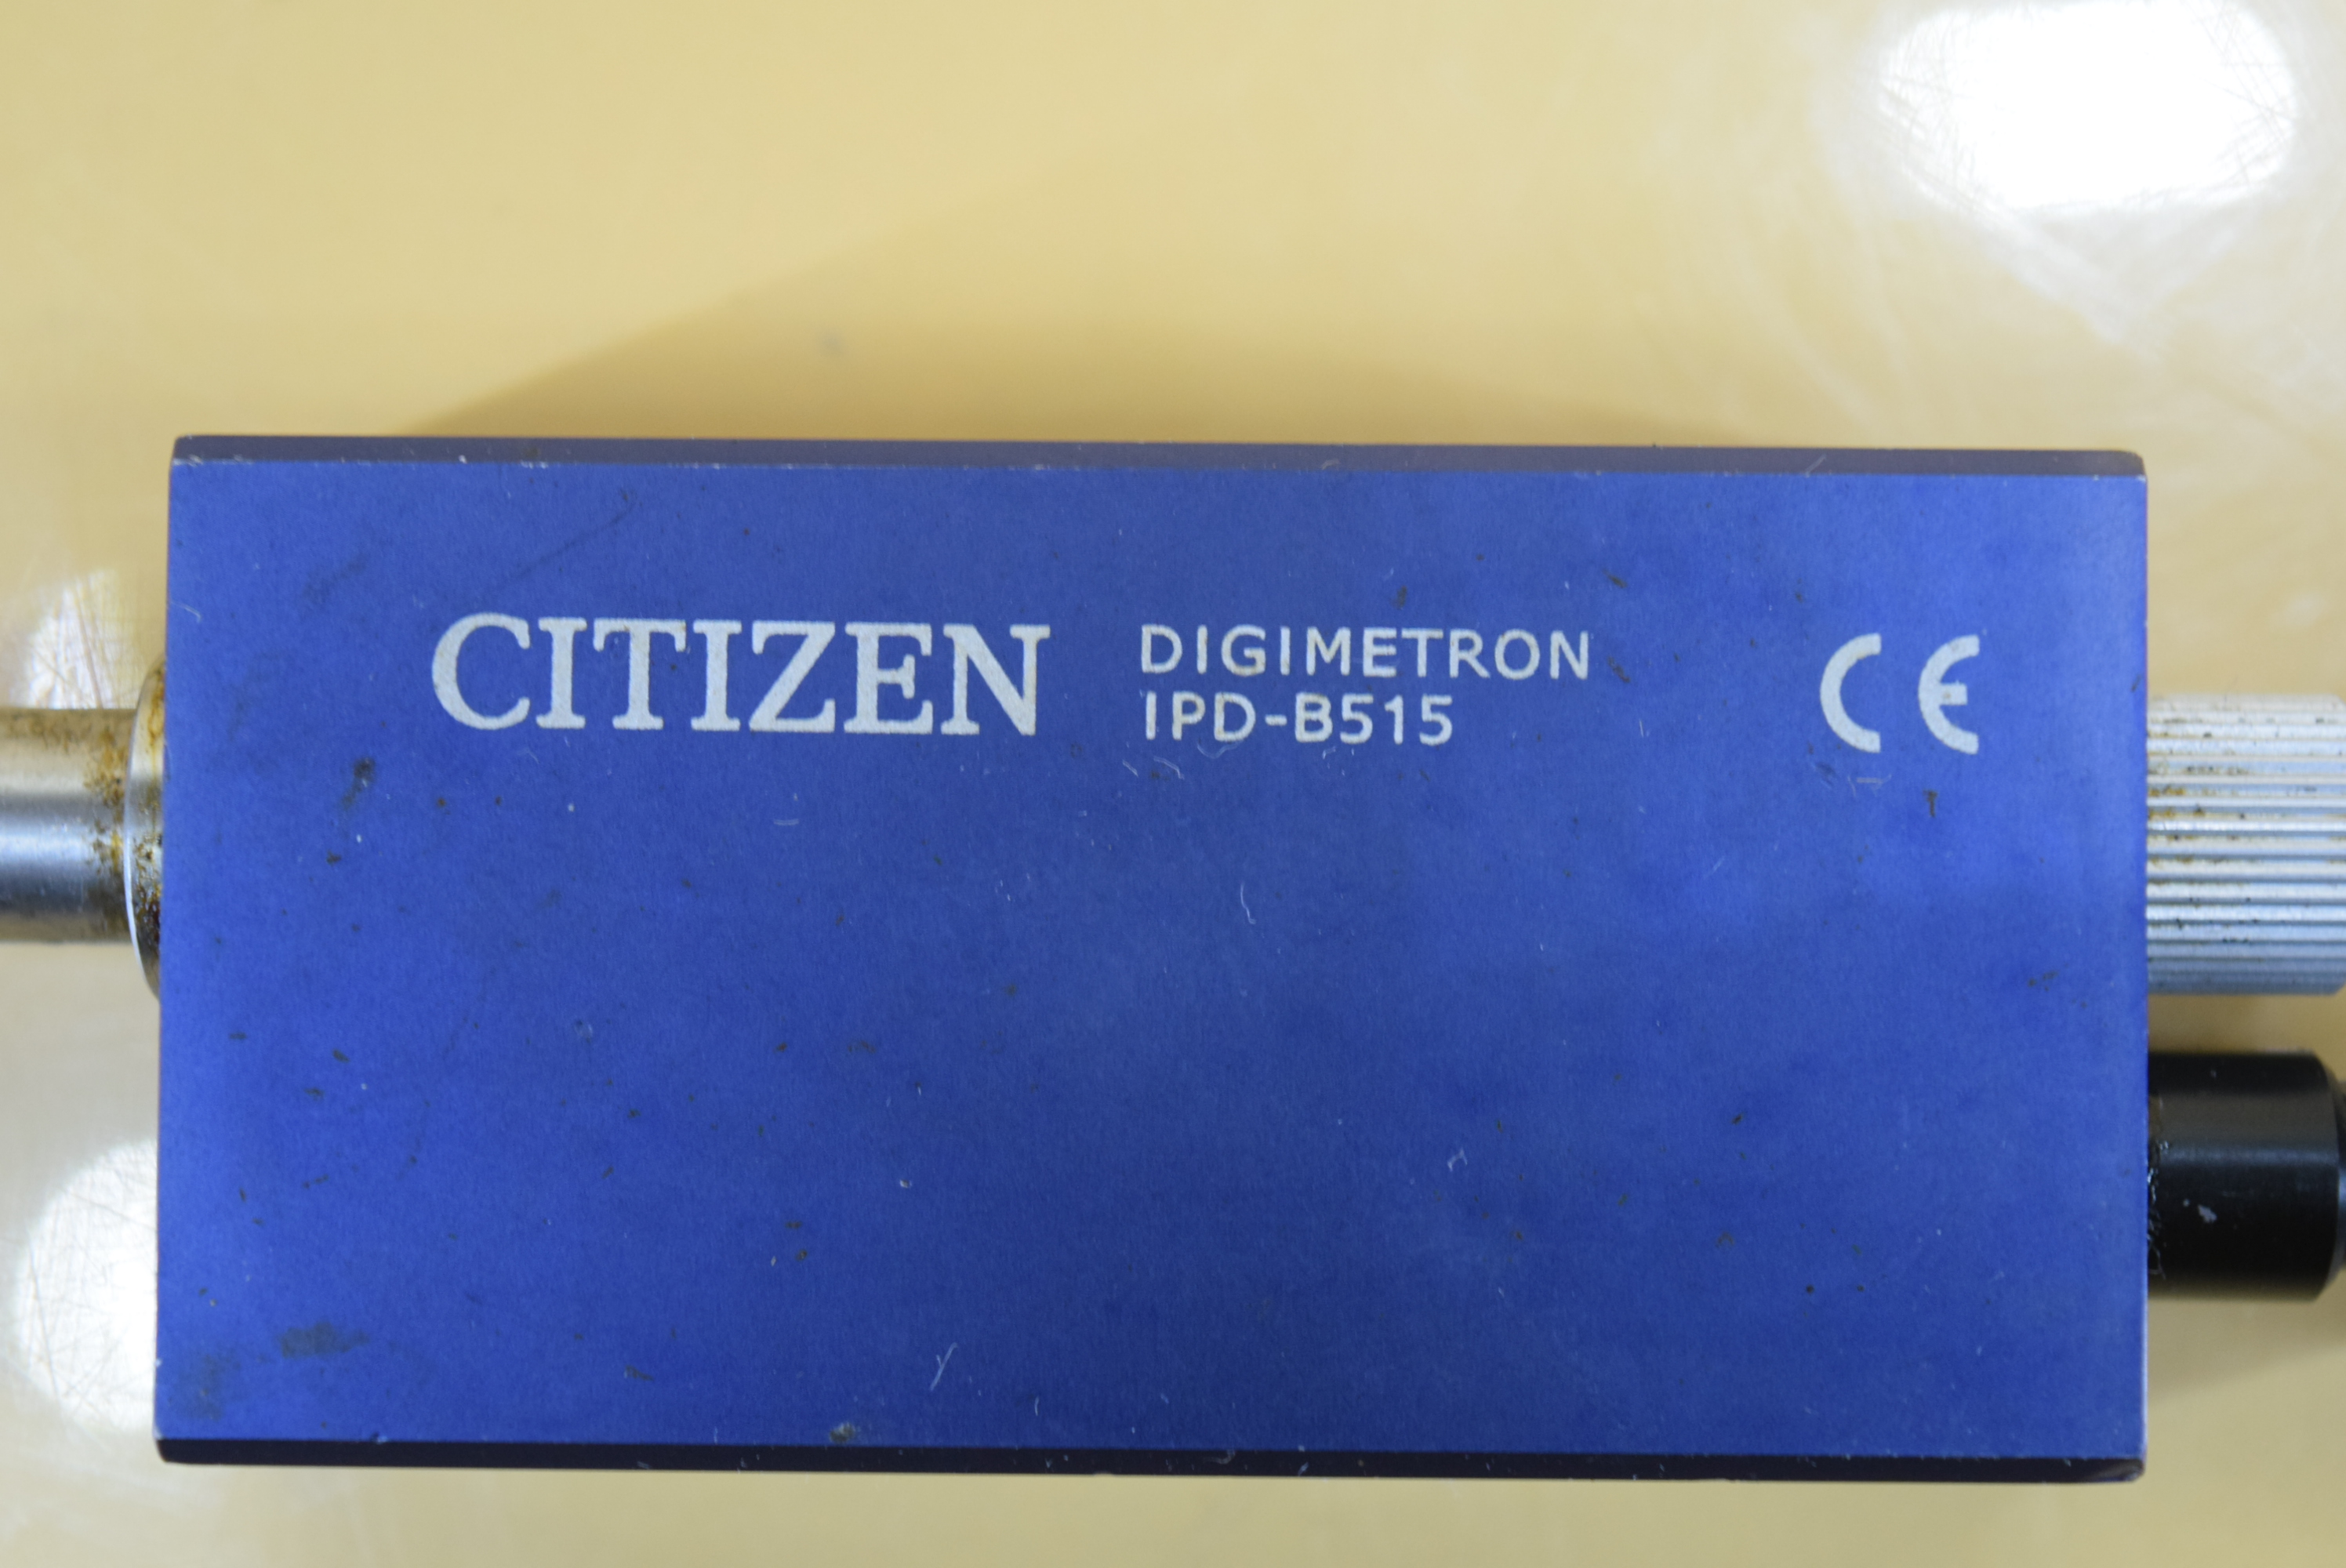 CITIZEN
DIGIMETRON
IPD-B515
CE